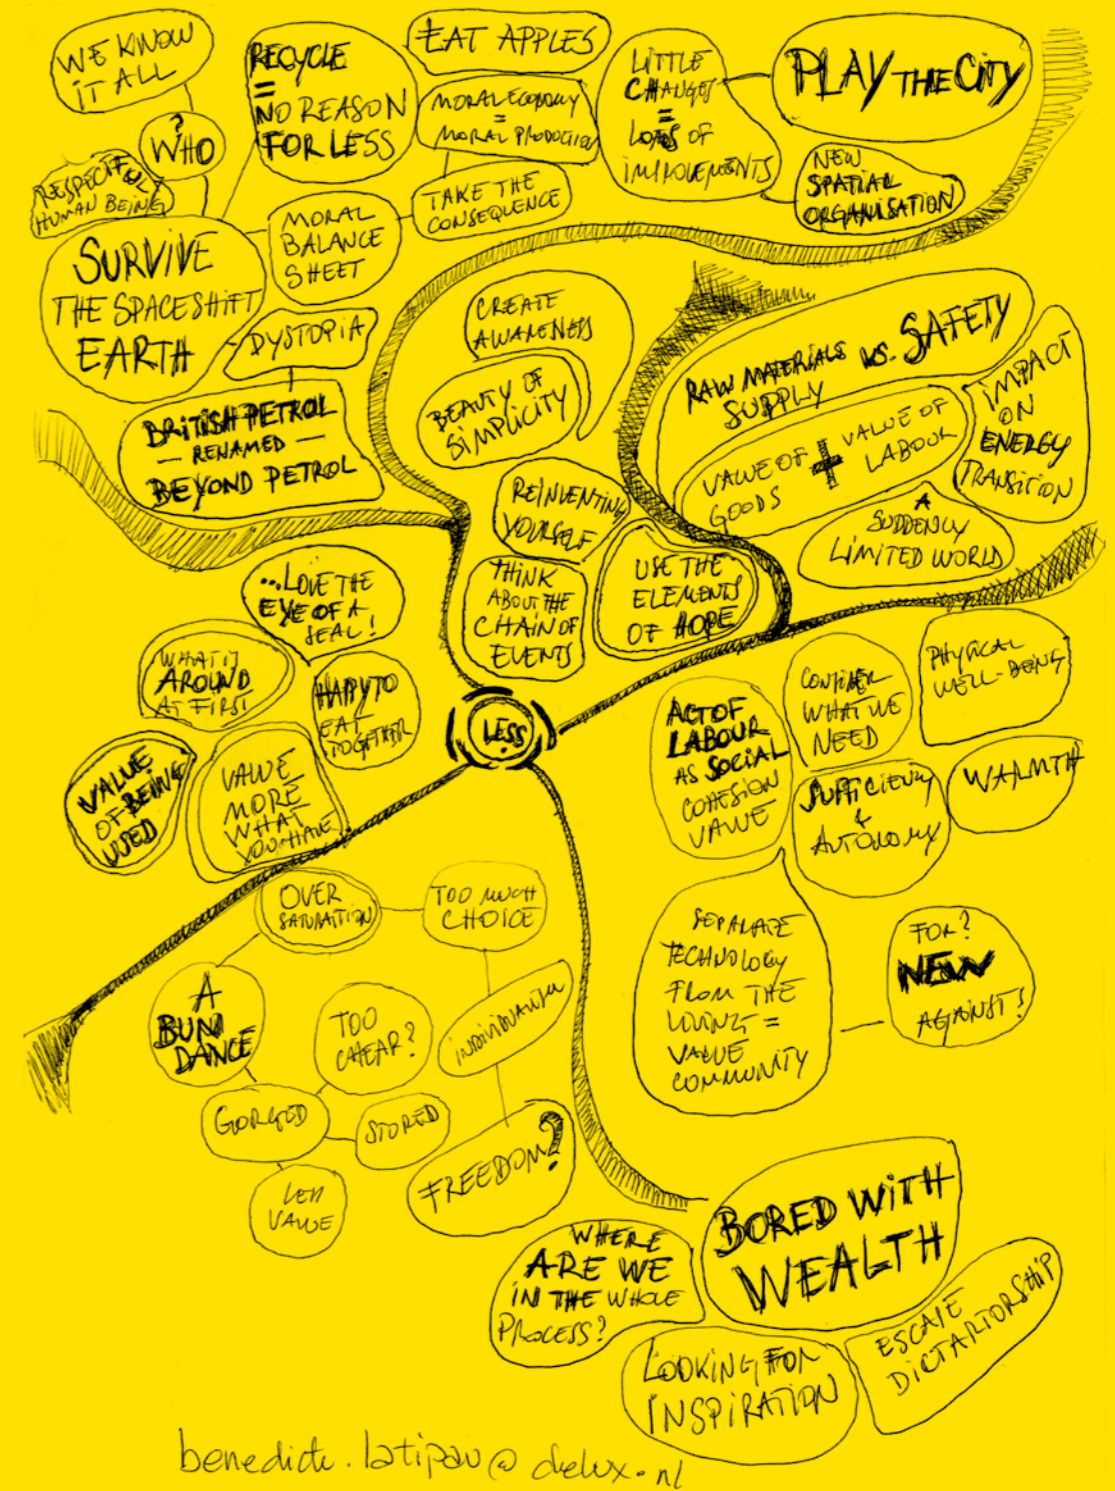 WE KNOW
IT ALL
?
WHO
RESPECTFULLY
HUMAN BEING
RECYCLE
=
NO REASON
FOR LESS
EAT APPLES
MORAL ECONOMY
=
MORAL PRODUCTION
TAKE THE
CONSEQUENCE
MORAL
BALANCE
SHEET
SURVIVE
THE SPACESHIFT
EARTH
DYSTOPIA
BRITISH PETROL
— RENAMED —
BEYOND PETROL
LITTLE
CHANGES
=
LOTS OF
IMPROVEMENTS
PLAY THE CITY
NEW
SPATIAL
ORGANISATION
CREATE
AWARENESS
BEAUTY OF
SIMPLICITY
REINVENTING
YOURSELF
THINK
ABOUT THE
CHAIN OF
EVENTS
USE THE
ELEMENTS
OF HOPE
RAW MATERIALS VS. SAFETY
SUPPLY
VALUE OF
GOODS
+
VALUE OF
LABOUR
IMPACT
ON
ENERGY
TRANSITION
A
SUDDENLY
LIMITED WORLD
...LOVE THE
EYE OF A
SEAL!
WHAT IS
AROUND
AT FIRST
HAPPY TO
EAT
TOGETHER
VALUE
OF BEING
USED
VALUE
MORE
WHAT
YOU HAVE
LESS
ACT OF
LABOUR
AS SOCIAL
COHESION
VALUE
CONSIDER
WHAT WE
NEED
PHYSICAL
WELL-BEING
SUFFICIENCY
&
AUTONOMY
WARMTH
OVER
SATURATION
TOO MUCH
CHOICE
A
BUN
DANCE
TOO
CHEAP?
INDIVIDUALISM
GORGED
STORED
LESS
VALUE
FREEDOM?
SEPARATE
TECHNOLOGY
FROM THE
LIVING =
VALUE
COMMUNITY
FOR?
NEW
AGAINST!
BORED WITH
WEALTH
WHERE
ARE WE
IN THE WHOLE
PROCESS?
LOOKING FOR
INSPIRATION
ESCAPE
DICTARTORSHIP